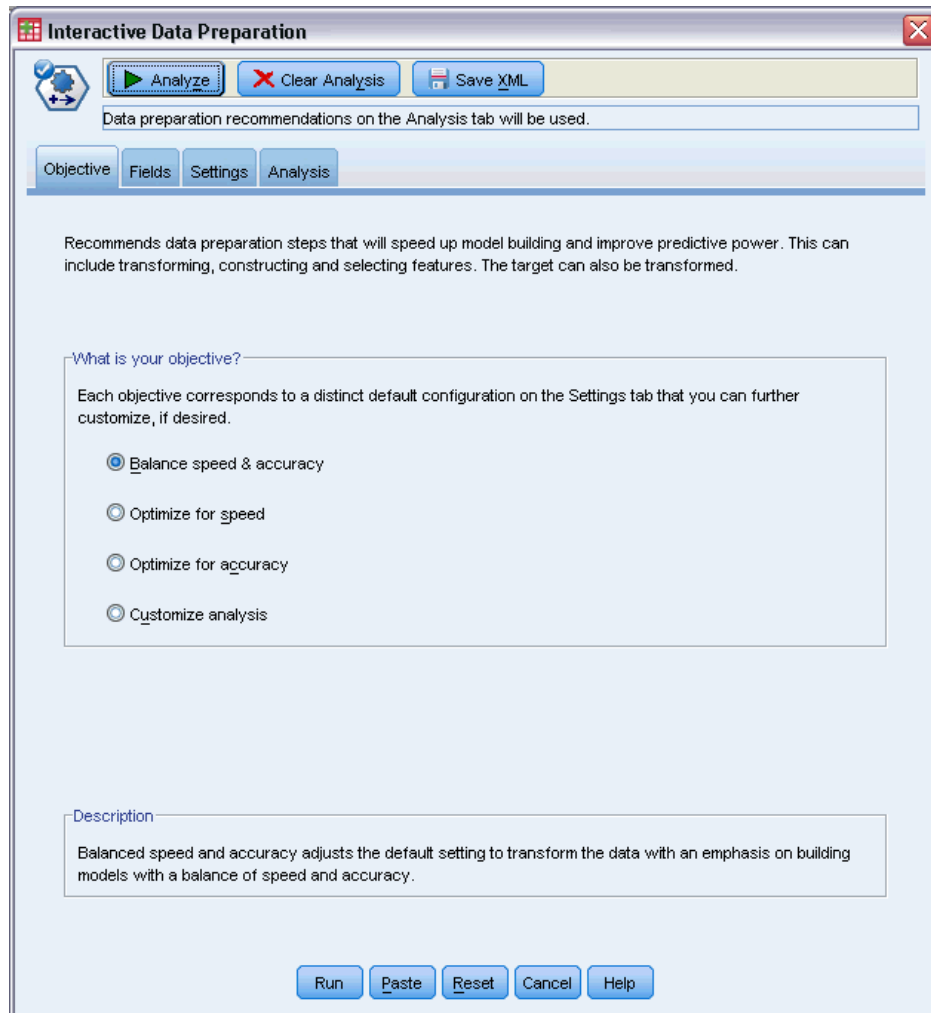 Interactive Data Preparation
Analyze
Clear Analysis
Save XML
Data preparation recommendations on the Analysis tab will be used.
Objective
Fields
Settings
Analysis
Recommends data preparation steps that will speed up model building and improve predictive power. This can
include transforming, constructing and selecting features. The target can also be transformed.
What is your objective?
Each objective corresponds to a distinct default configuration on the Settings tab that you can further
customize, if desired.
Balance speed & accuracy
Optimize for speed
Optimize for accuracy
Customize analysis
Description
Balanced speed and accuracy adjusts the default setting to transform the data with an emphasis on building
models with a balance of speed and accuracy.
Run
Paste
Reset
Cancel
Help